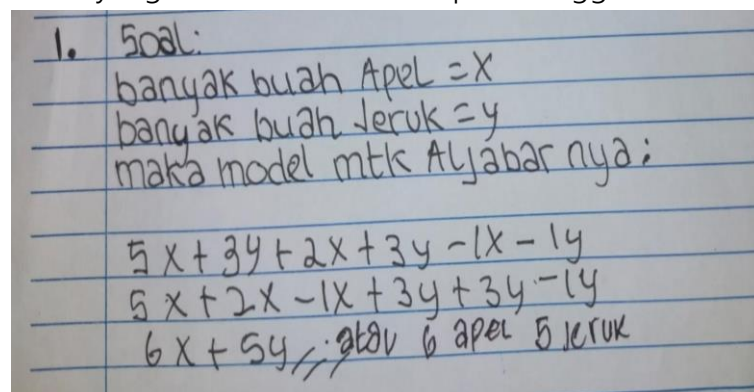 1. Soal:
banyak buah Apel = x
banyak buah Jeruk = y
maka model mtk Aljabar nya:
5x + 3y + 2x + 3y - 1x - 1y
5x + 2x - 1x + 3y + 3y - 1y
6x + 5y // atau 6 apel 5 jeruk